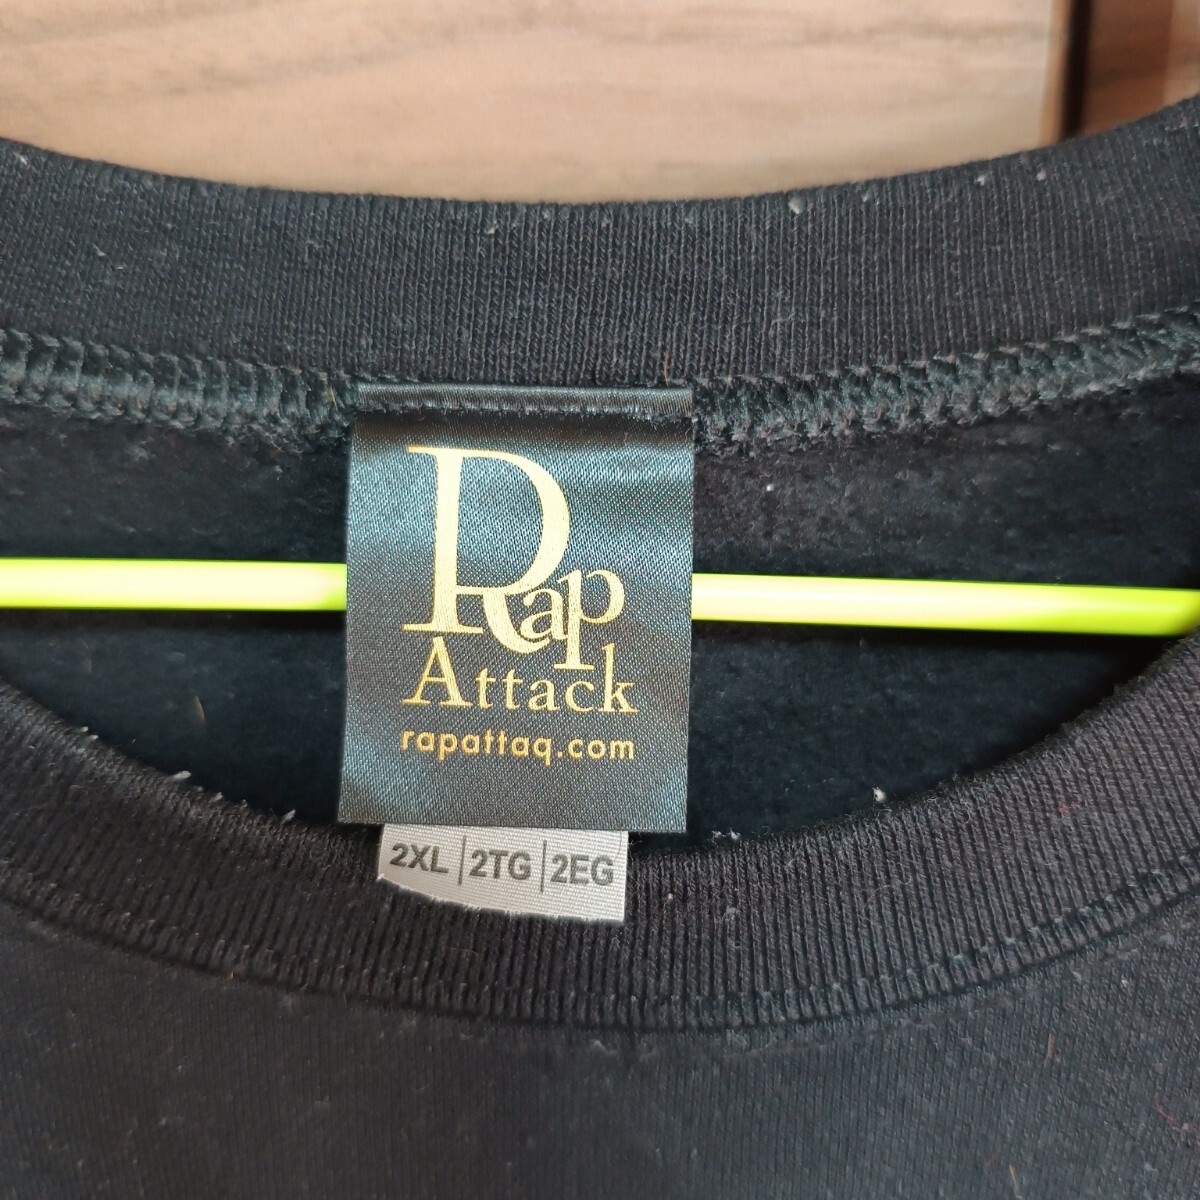 Rap
Attack
rapattaq.com
2XL | 2TG | 2EG